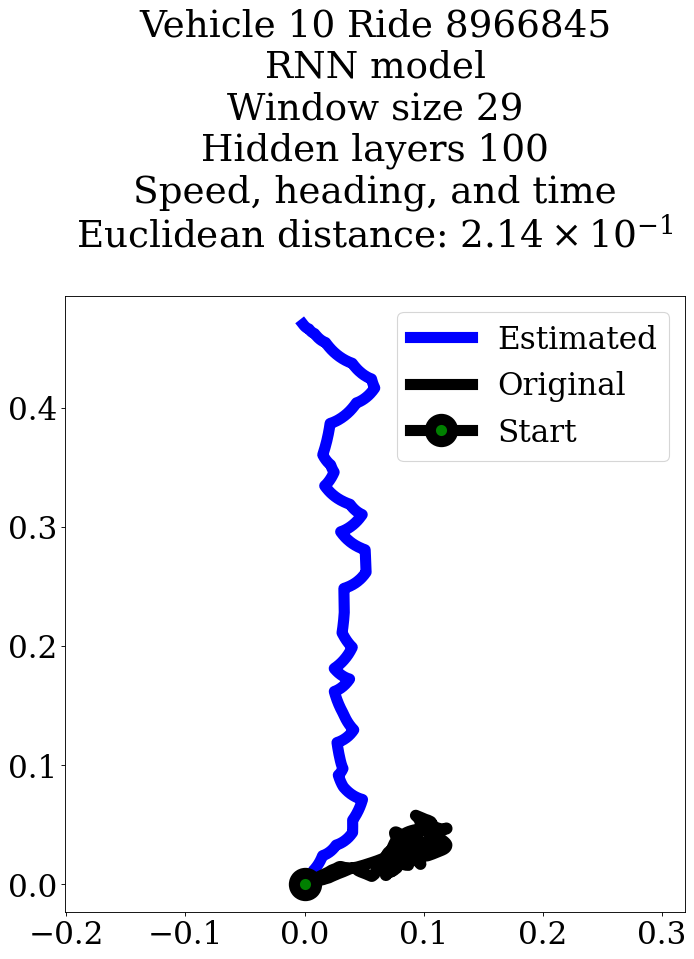 Vehicle 10 Ride 8966845
RNN model
Window size 29
Hidden layers 100
Speed, heading, and time
Euclidean distance: 2.14 × 10⁻¹
Estimated
Original
Start
0.4
0.3
0.2
0.1
0.0
−0.2 −0.1 0.0 0.1 0.2 0.3